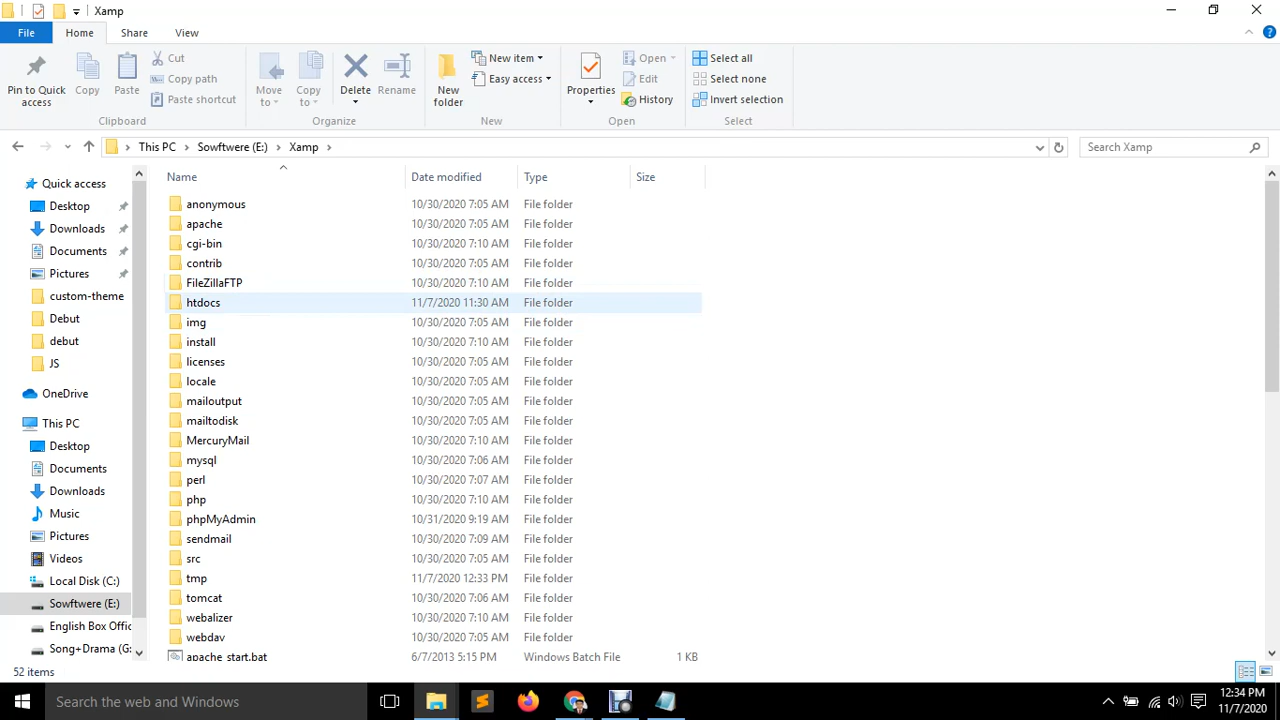 Xamp
File Home Share View
Pin to Quick access
Copy
Paste
Cut
Copy path
Paste shortcut
Clipboard
Move to
Copy to
Delete
Rename
Organize
New folder
New item
Easy access
New
Properties
Open
Edit
History
Open
Select all
Select none
Invert selection
Select
This PC Sowftwere (E:) Xamp
Search Xamp
Quick access
Desktop
Downloads
Documents
Pictures
custom-theme
Debut
debut
JS
OneDrive
This PC
Desktop
Documents
Downloads
Music
Pictures
Videos
Local Disk (C:)
Sowftwere (E:)
English Box Offic
Song+Drama (G:
Name Date modified Type Size
anonymous 10/30/2020 7:05 AM File folder
apache 10/30/2020 7:05 AM File folder
cgi-bin 10/30/2020 7:10 AM File folder
contrib 10/30/2020 7:05 AM File folder
FileZillaFTP 10/30/2020 7:10 AM File folder
htdocs 11/7/2020 11:30 AM File folder
img 10/30/2020 7:05 AM File folder
install 10/30/2020 7:10 AM File folder
licenses 10/30/2020 7:05 AM File folder
locale 10/30/2020 7:05 AM File folder
mailoutput 10/30/2020 7:05 AM File folder
mailtodisk 10/30/2020 7:05 AM File folder
MercuryMail 10/30/2020 7:10 AM File folder
mysql 10/30/2020 7:06 AM File folder
perl 10/30/2020 7:07 AM File folder
php 10/30/2020 7:10 AM File folder
phpMyAdmin 10/31/2020 9:19 AM File folder
sendmail 10/30/2020 7:09 AM File folder
src 10/30/2020 7:05 AM File folder
tmp 11/7/2020 12:33 PM File folder
tomcat 10/30/2020 7:06 AM File folder
webalizer 10/30/2020 7:10 AM File folder
webdav 10/30/2020 7:05 AM File folder
apache_start.bat 6/7/2013 5:15 PM Windows Batch File 1 KB
52 items
Search the web and Windows
12:34 PM
11/7/2020